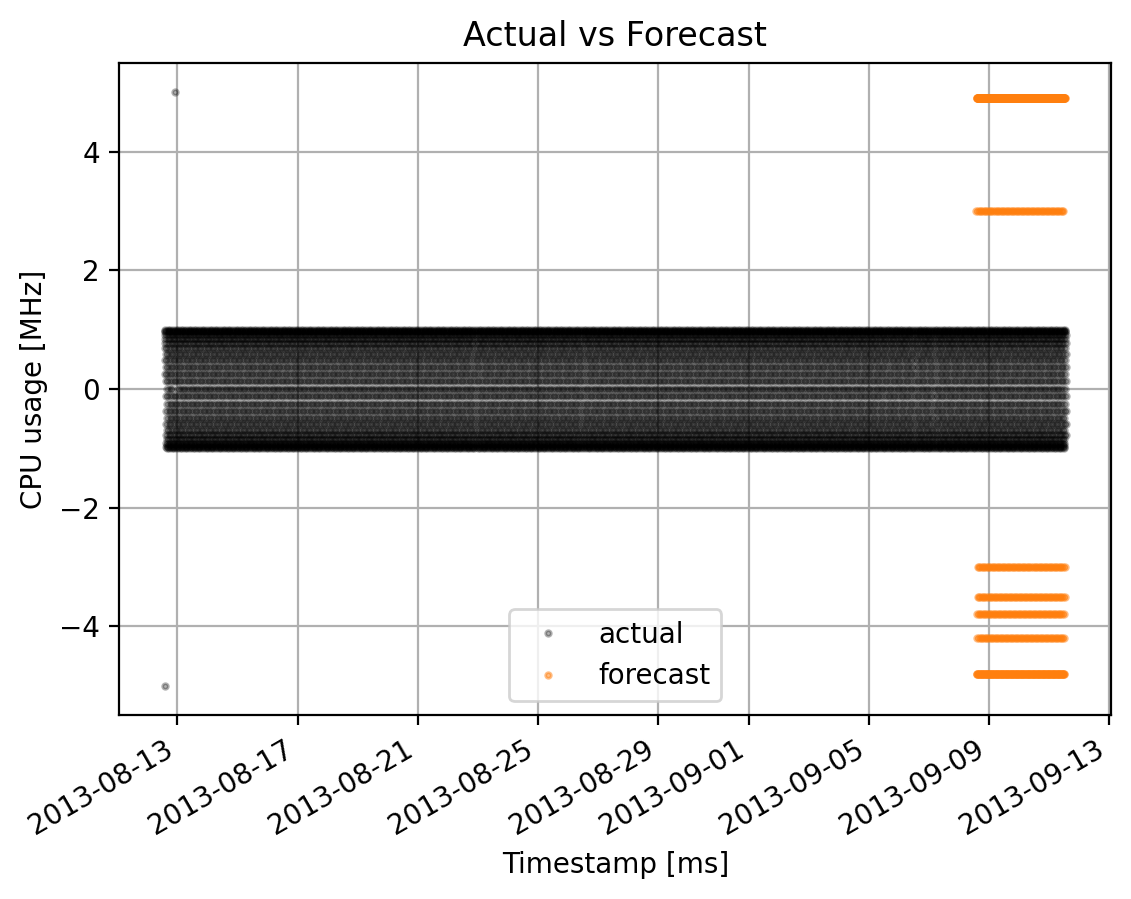 Actual vs Forecast
CPU usage [MHz]
4
2
0
−2
−4
actual
forecast
2013-08-13
2013-08-17
2013-08-21
2013-08-25
2013-08-29
2013-09-01
2013-09-05
2013-09-09
2013-09-13
Timestamp [ms]